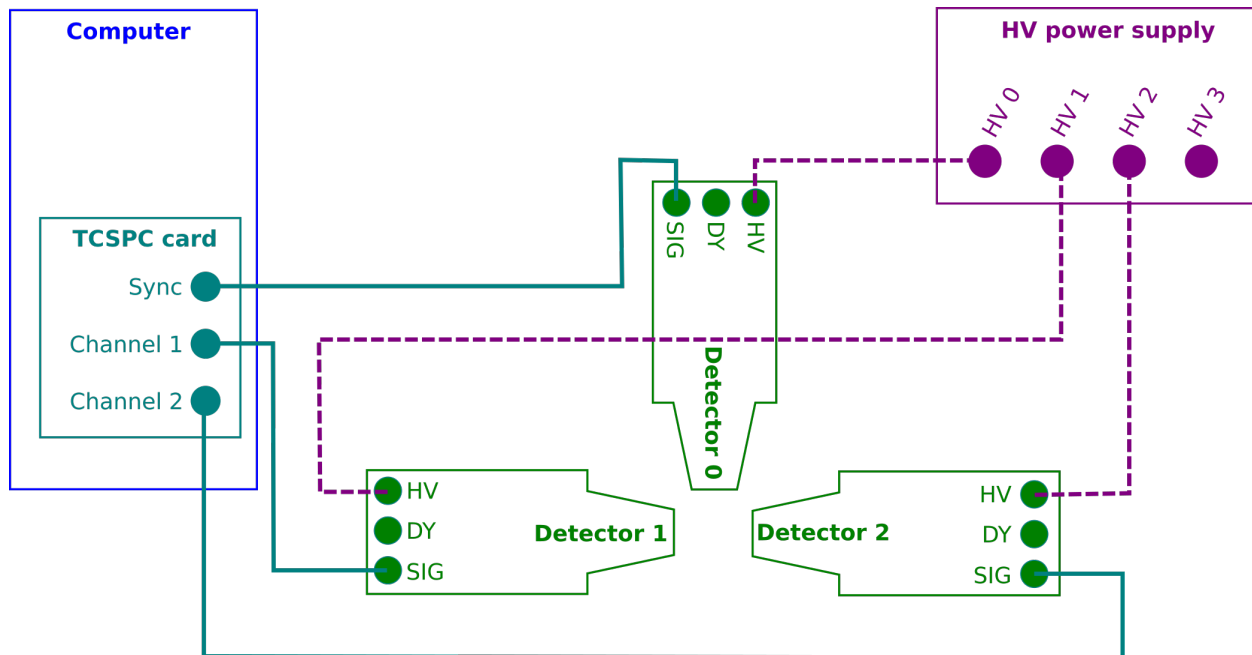 Computer
HV power supply
HV 0
HV 1
HV 2
HV 3
TCSPC card
Sync
Channel 1
Channel 2
SIG
DY
HV
Detector 0
HV
DY
SIG
Detector 1
Detector 2
HV
DY
SIG